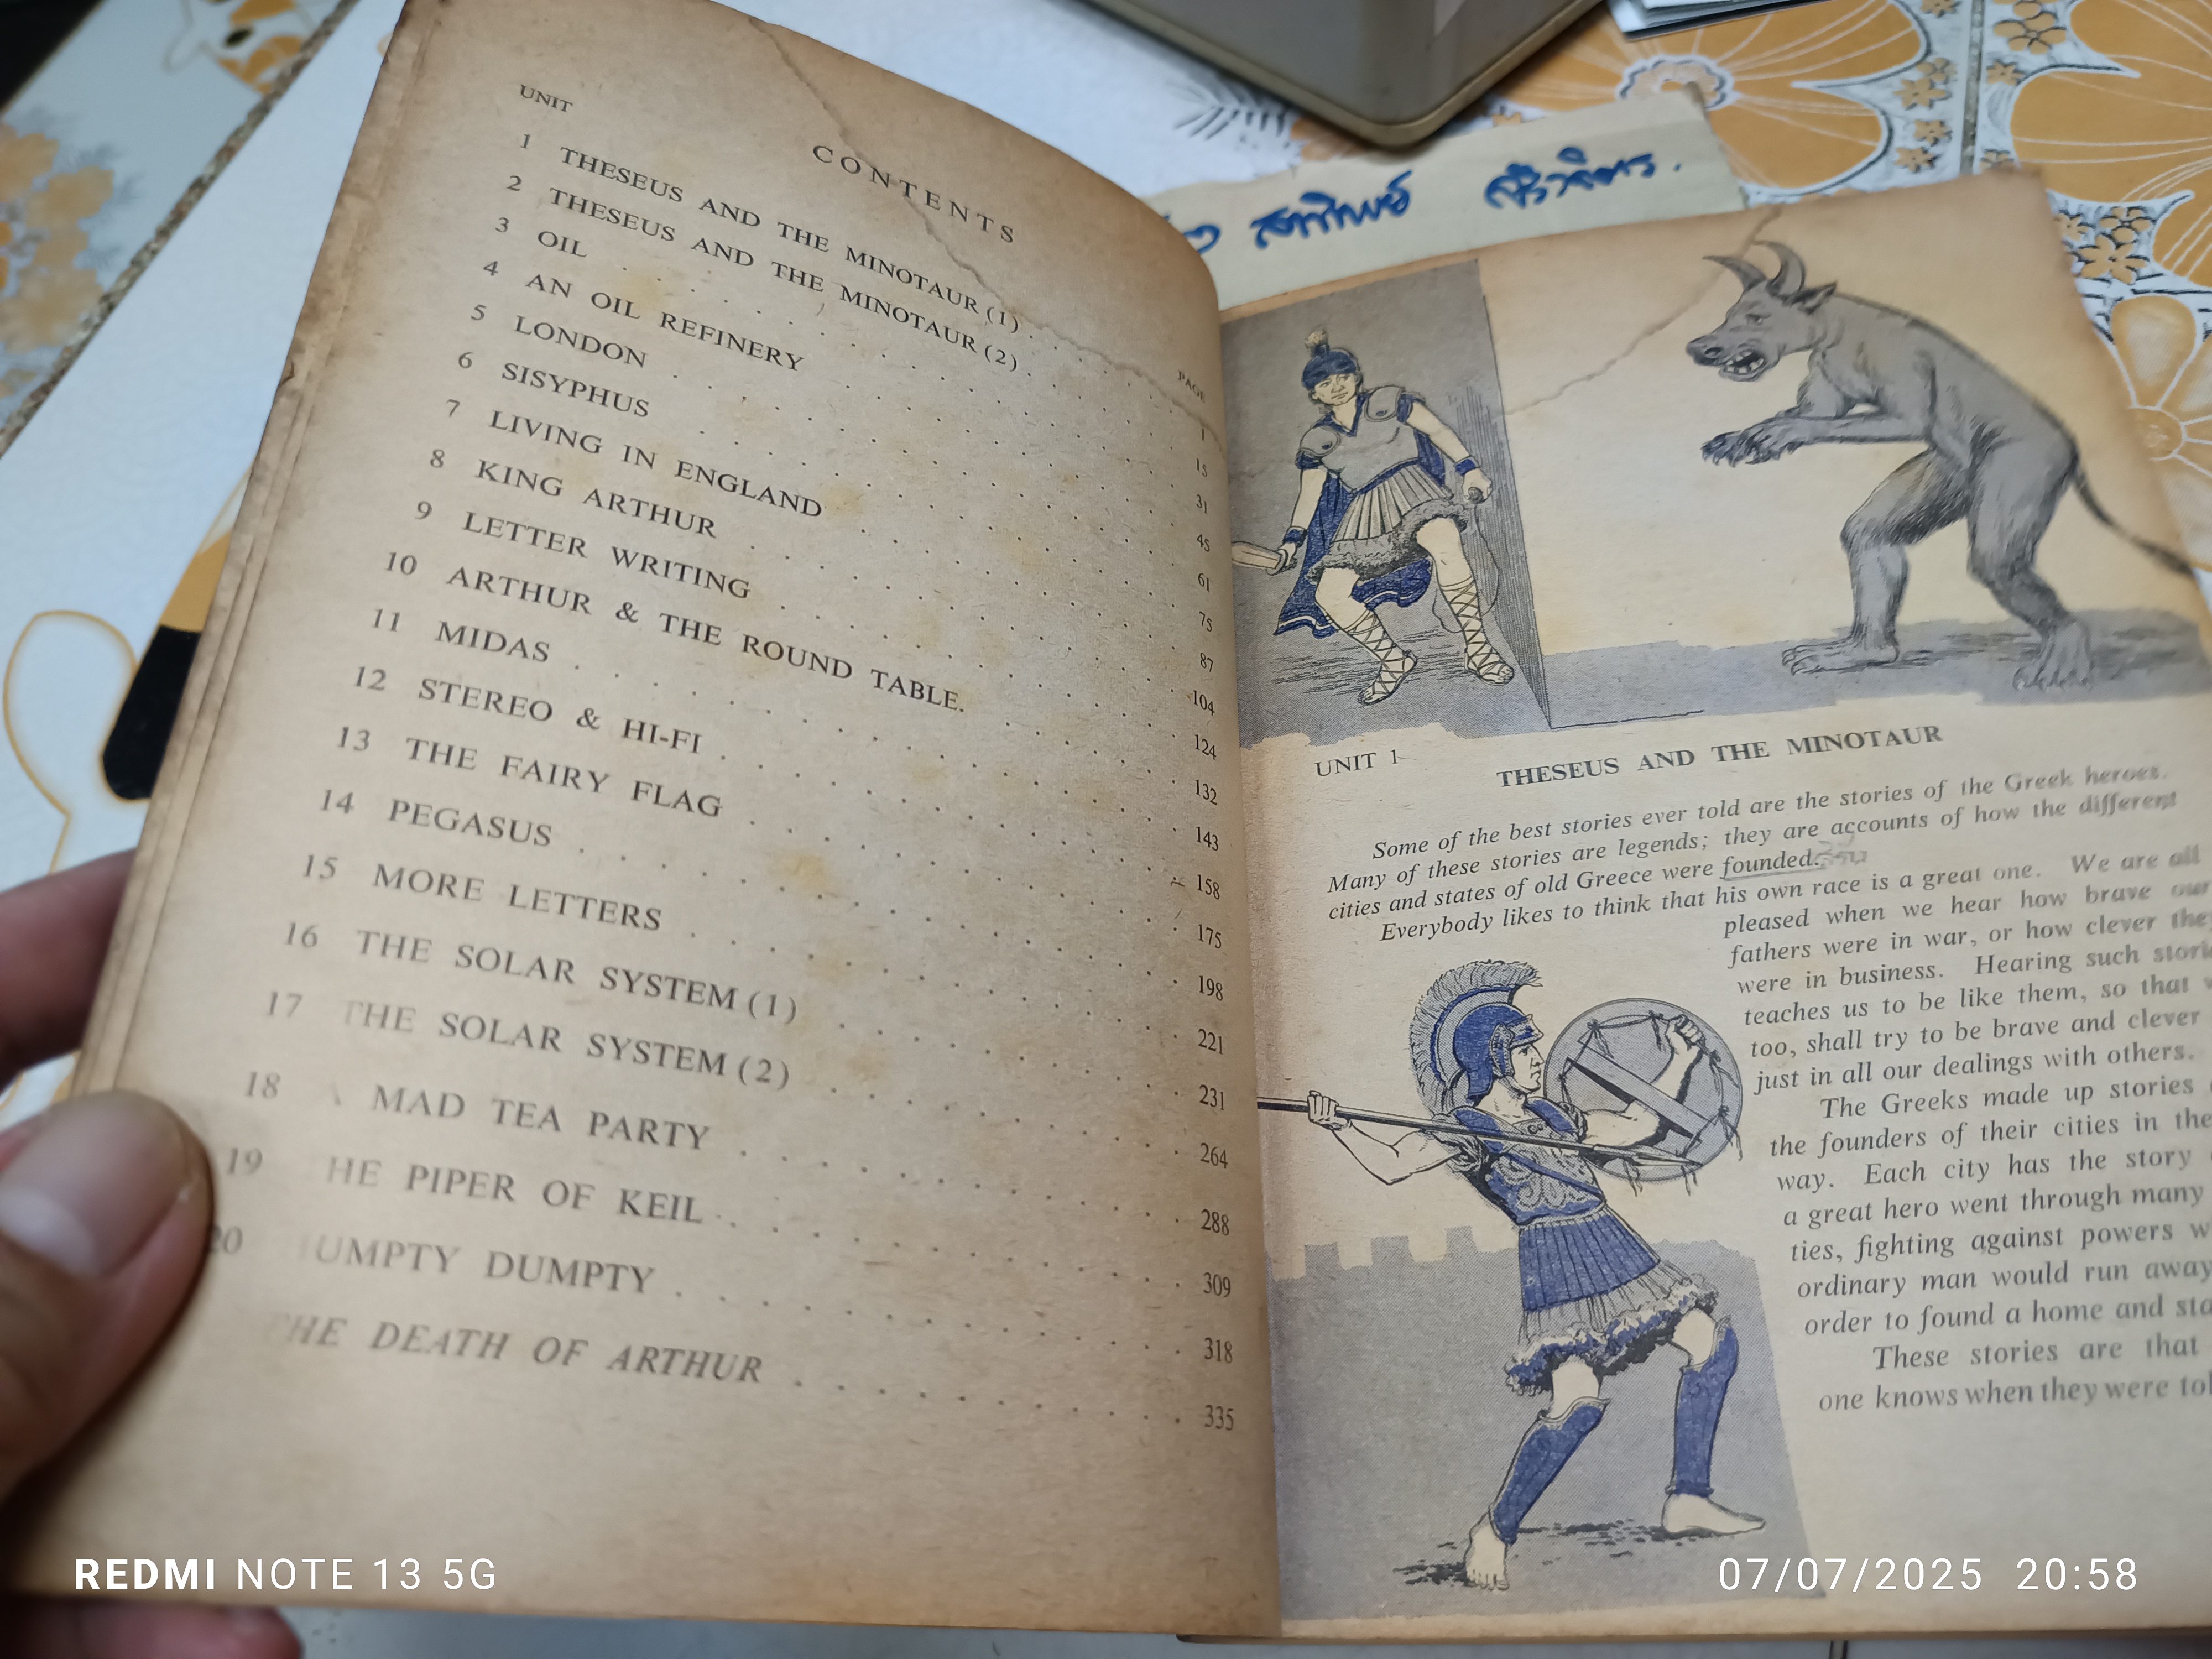 UNIT
CONTENTS
PAGE
1 THESEUS AND THE MINOTAUR (1) . . . . 1
2 THESEUS AND THE MINOTAUR (2) . . . . 15
3 OIL . . . . . . . . . . 31
4 AN OIL REFINERY . . . . . . . . 45
5 LONDON . . . . . . . . . . 61
6 SISYPHUS . . . . . . . . . . 75
7 LIVING IN ENGLAND . . . . . . . . 87
8 KING ARTHUR . . . . . . . . . 104
9 LETTER WRITING . . . . . . . . . 124
10 ARTHUR & THE ROUND TABLE. . . . . . 132
11 MIDAS . . . . . . . . . . 143
12 STEREO & HI-FI . . . . . . . . . 158
13 THE FAIRY FLAG . . . . . . . . . 175
14 PEGASUS . . . . . . . . . . 198
15 MORE LETTERS . . . . . . . . . 221
16 THE SOLAR SYSTEM (1) . . . . . . . 231
17 THE SOLAR SYSTEM (2) . . . . . . . 264
18 MAD TEA PARTY . . . . . . . . . 288
19 HE PIPER OF KEIL . . . . . . . . . 309
20 UMPTY DUMPTY . . . . . . . . . 318
HE DEATH OF ARTHUR . . . . . . . . 335
UNIT 1
THESEUS AND THE MINOTAUR
Some of the best stories ever told are the stories of the Greek heroes.
Many of these stories are legends; they are accounts of how the different
cities and states of old Greece were founded.
Everybody likes to think that his own race is a great one. We are all
pleased when we hear how brave our
fathers were in war, or how clever they
were in business. Hearing such
teaches us to be like them, so that
too, shall try to be brave and clever
just in all our dealings with others.
The Greeks made up stories
the founders of their cities in the
way. Each city has the story
a great hero went through many
ties, fighting against powers
ordinary man would run away
order to found a home and
These stories are that
one knows when they were
REDMI NOTE 13 5G
07/07/2025 20:58